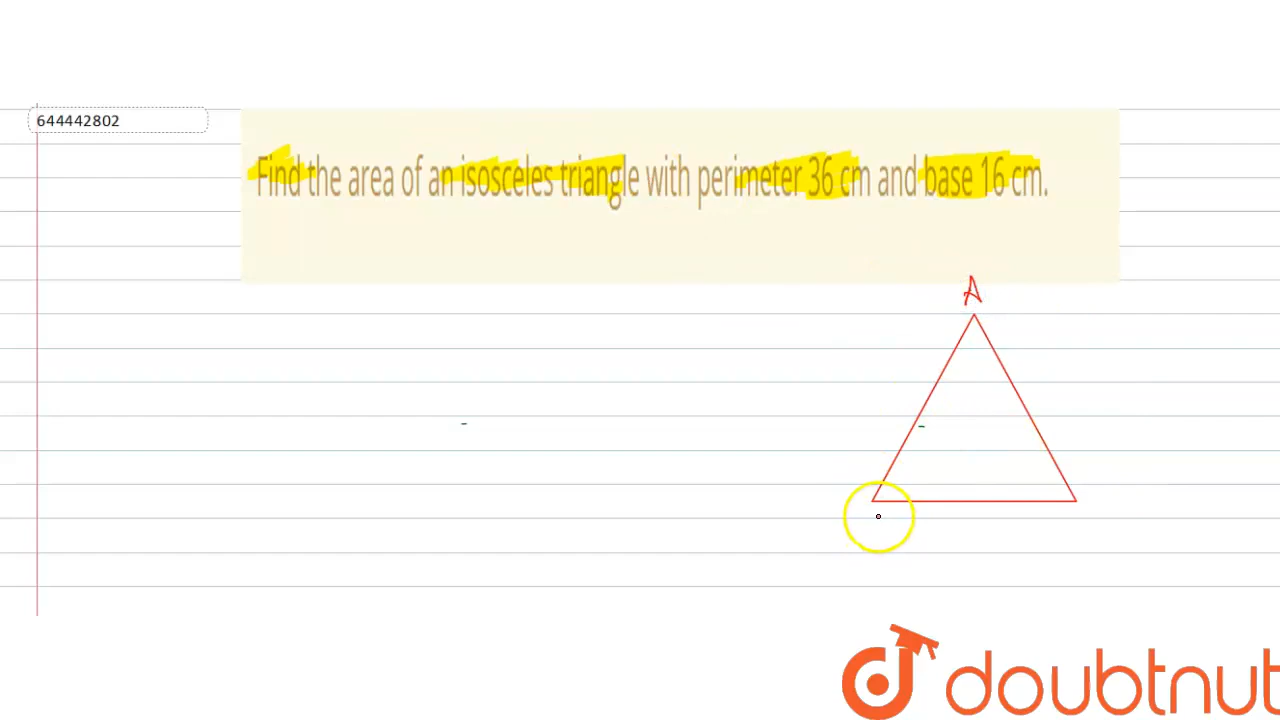 644442802
Find the area of an isosceles triangle with perimeter 36 cm and base 16 cm.
A
doubtnut